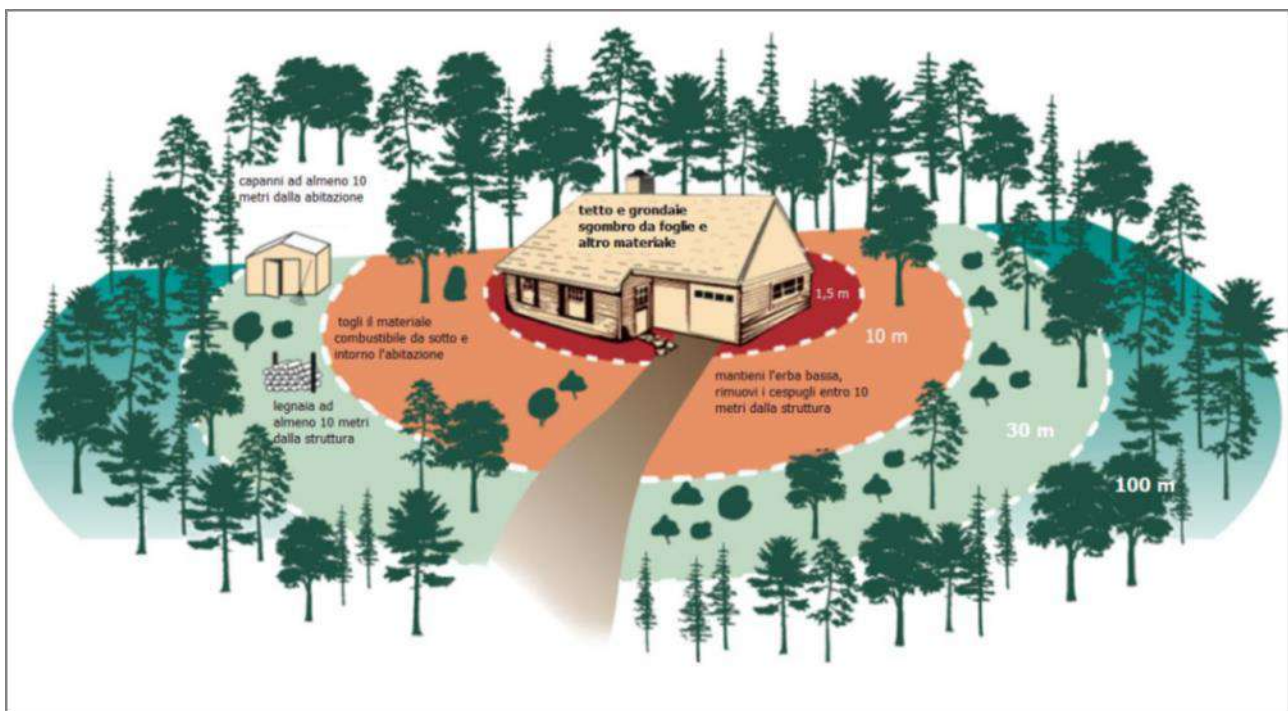 capanni ad almeno 10
metri dalla abitazione
tetto e grondaie
sgombro da foglie e
altro materiale
1,5 m
togli il materiale
combustibile da sotto e
intorno l'abitazione
10 m
mantieni l'erba bassa,
rimuovi i cespugli entro 10
metri dalla struttura
legnaia ad
almeno 10 metri
dalla struttura
30 m
100 m